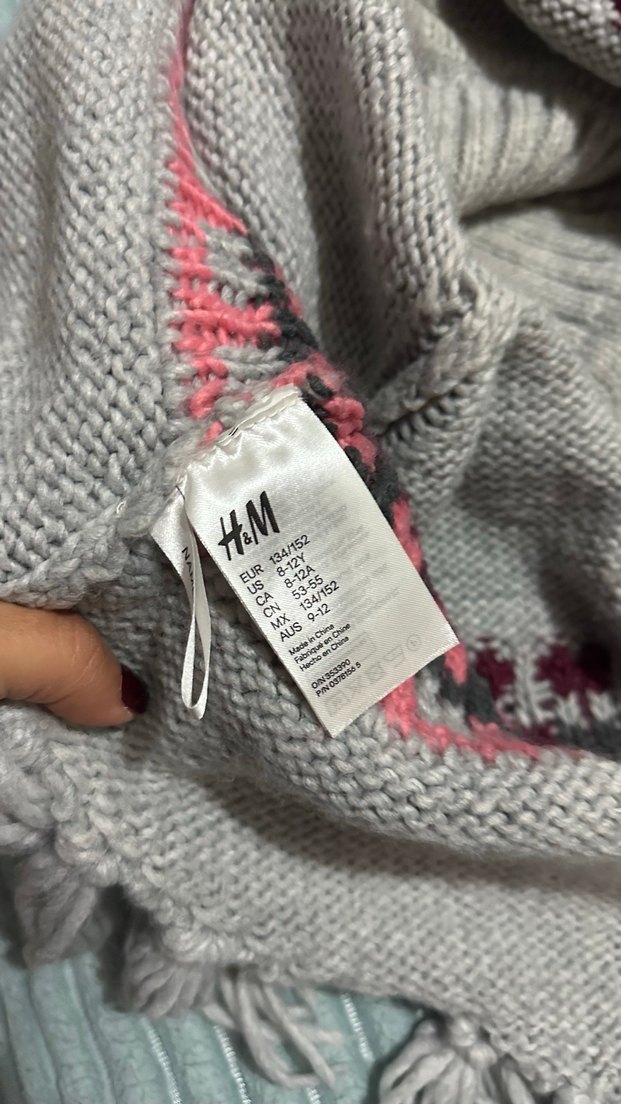 H&M
EUR 134/152
US 8-12Y
CA 8-12A
CN 53-55
MX 134/152
AUS 9-12
Made in China
Fabriqué en Chine
Hecho en China
O/N 353390
P/N 0376156 5